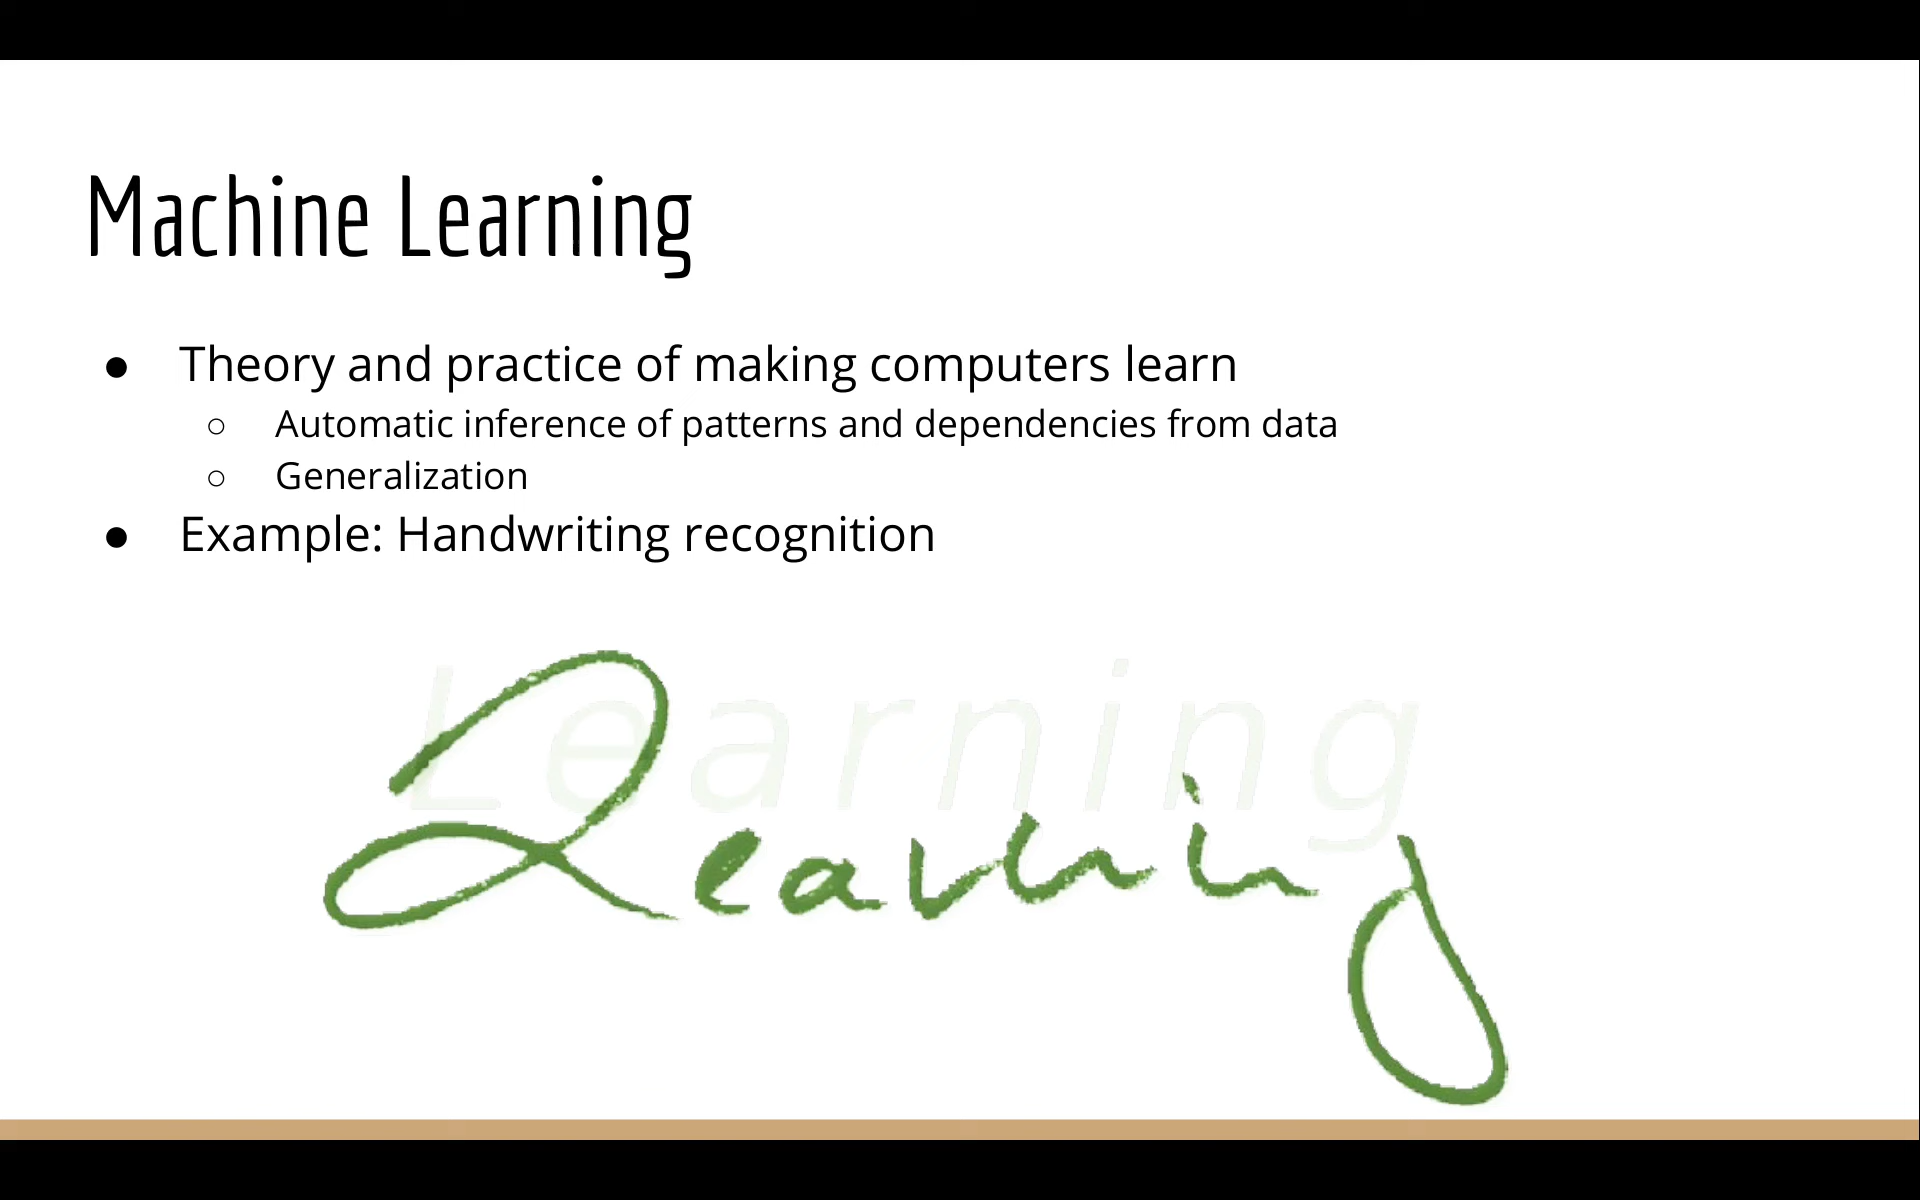 Machine Learning
● Theory and practice of making computers learn
○ Automatic inference of patterns and dependencies from data
○ Generalization
● Example: Handwriting recognition
Learning
Learning